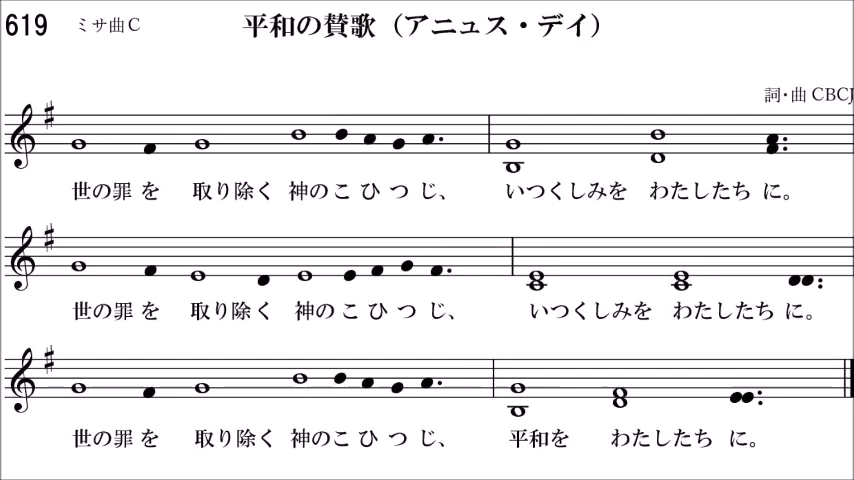 619 ミサ曲C 平和の賛歌（アニュス・デイ）
詞・曲 CBCJ
世の罪 を 取り除く 神のこ ひ つ じ、 いつくしみを わたしたち に。
世の罪 を 取り除 く 神の こ ひ つ じ、 いつくしみを わたしたち に。
世の罪 を 取り除く 神のこ ひ つ じ、 平和を わたしたち に。